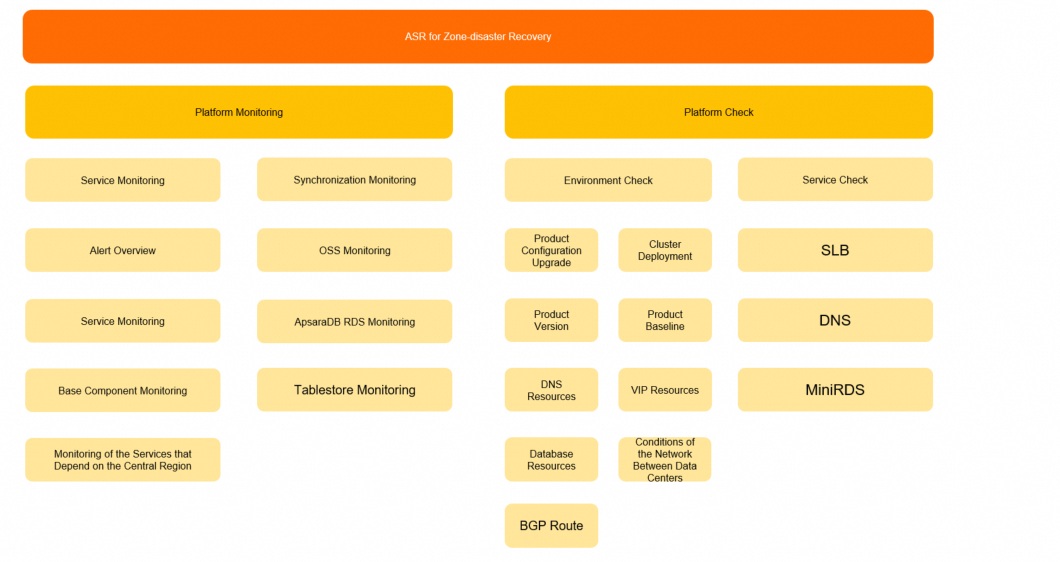 ASR for Zone-disaster Recovery
Platform Monitoring
Platform Check
Service Monitoring
Synchronization Monitoring
Environment Check
Service Check
Alert Overview
OSS Monitoring
Product
Configuration
Upgrade
Cluster
Deployment
SLB
Service Monitoring
ApsaraDB RDS Monitoring
Product
Version
Product
Baseline
DNS
Base Component Monitoring
Tablestore Monitoring
DNS
Resources
VIP Resources
MiniRDS
Monitoring of the Services that
Depend on the Central Region
Database
Resources
Conditions of
the Network
Between Data
Centers
BGP Route